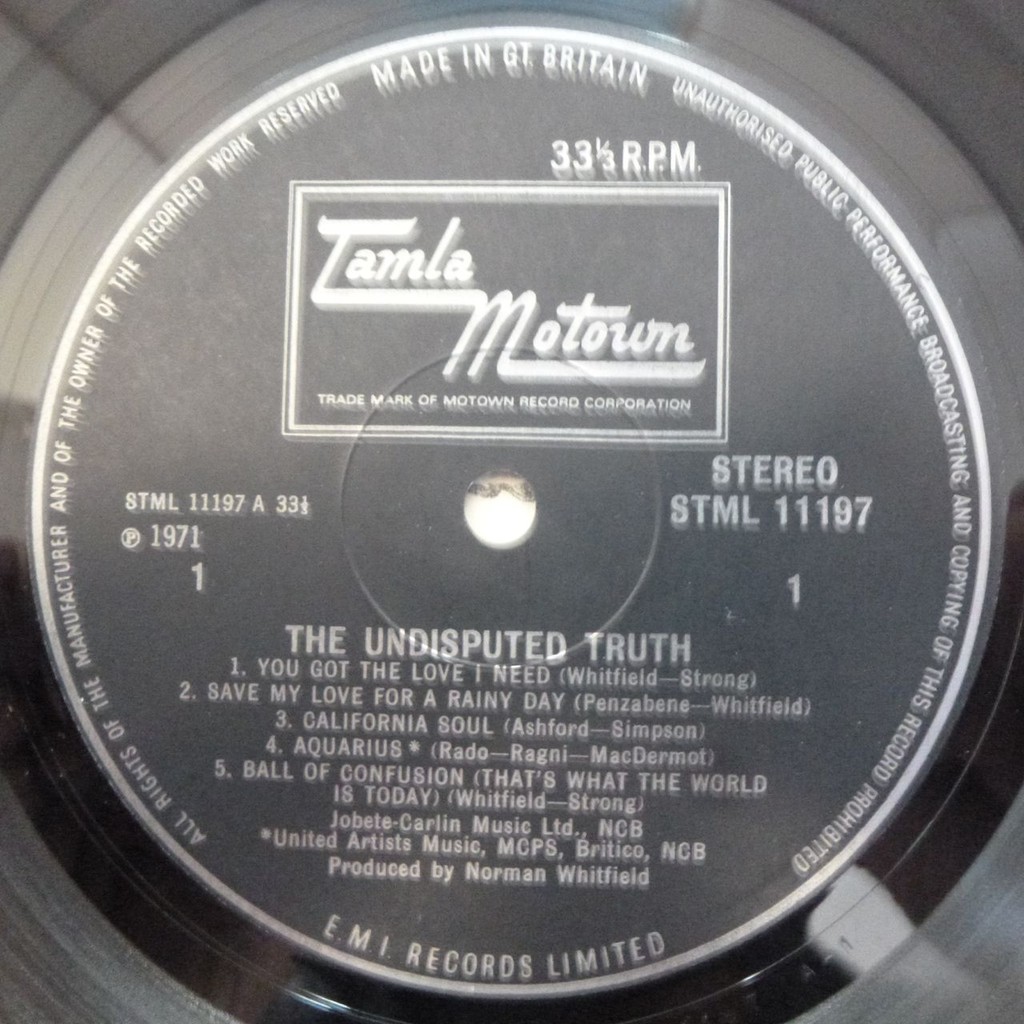 MADE IN GT. BRITAIN
UNAUTHORISED PUBLIC PERFORMANCE, BROADCASTING AND COPYING OF THIS RECORD PROHIBITED
ALL RIGHTS OF THE MANUFACTURER AND OF THE OWNER OF THE RECORDED WORK RESERVED
33⅓ R.P.M.
Tamla
Motown
TRADE MARK OF MOTOWN RECORD CORPORATION
STEREO
STML 11197
STML 11197 A 33⅓
℗ 1971
1
1
THE UNDISPUTED TRUTH
1. YOU GOT THE LOVE I NEED (Whitfield—Strong)
2. SAVE MY LOVE FOR A RAINY DAY (Penzabene—Whitfield)
3. CALIFORNIA SOUL (Ashford—Simpson)
4. AQUARIUS* (Rado—Ragni—MacDermot)
5. BALL OF CONFUSION (THAT'S WHAT THE WORLD
IS TODAY) (Whitfield—Strong)
Jobete-Carlin Music Ltd., NCB
*United Artists Music, MCPS, Britico, NCB
Produced by Norman Whitfield
E.M.I. RECORDS LIMITED